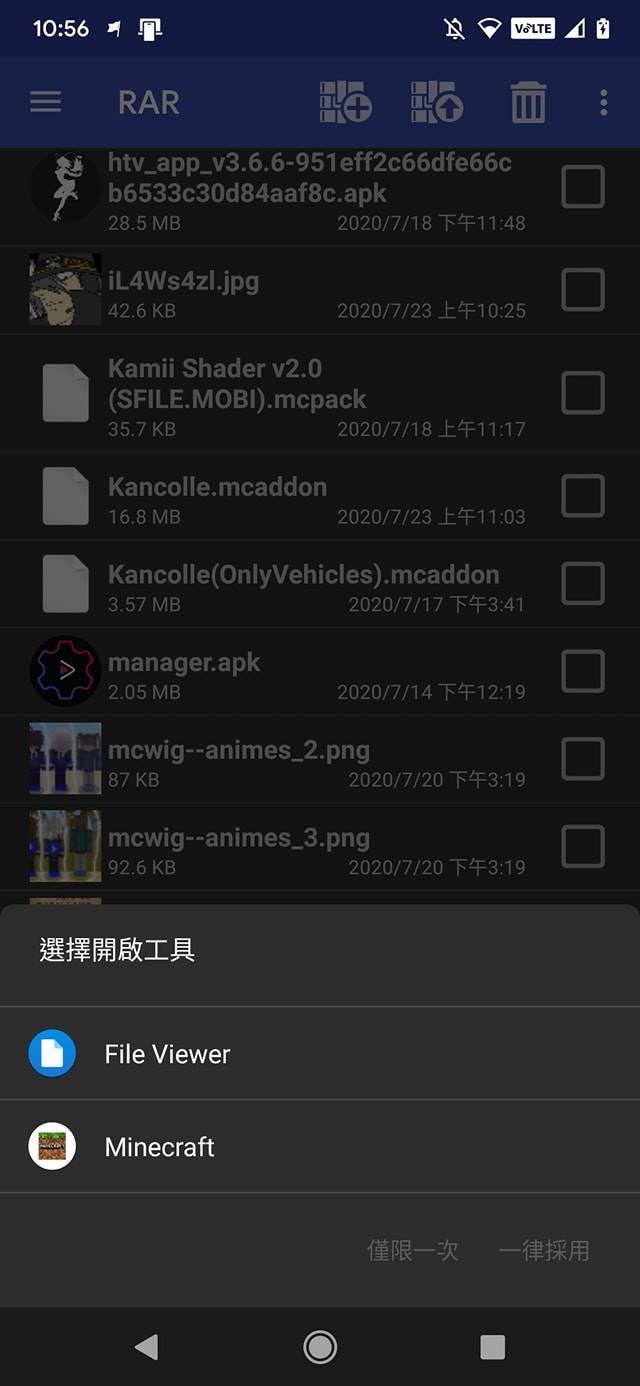 10:56
VoLTE
RAR
htv_app_v3.6.6-951eff2c66dfe66c
b6533c30d84aaf8c.apk
28.5 MB 2020/7/18 下午11:48
iL4Ws4zl.jpg
42.6 KB 2020/7/23 上午10:25
Kamii Shader v2.0
(SFILE.MOBI).mcpack
35.7 KB 2020/7/18 上午11:17
Kancolle.mcaddon
16.8 MB 2020/7/23 上午11:03
Kancolle(OnlyVehicles).mcaddon
3.57 MB 2020/7/17 下午3:41
manager.apk
2.05 MB 2020/7/14 下午12:19
mcwig--animes_2.png
87 KB 2020/7/20 下午3:19
mcwig--animes_3.png
92.6 KB 2020/7/20 下午3:19
選擇開啟工具
File Viewer
Minecraft
僅限一次 一律採用